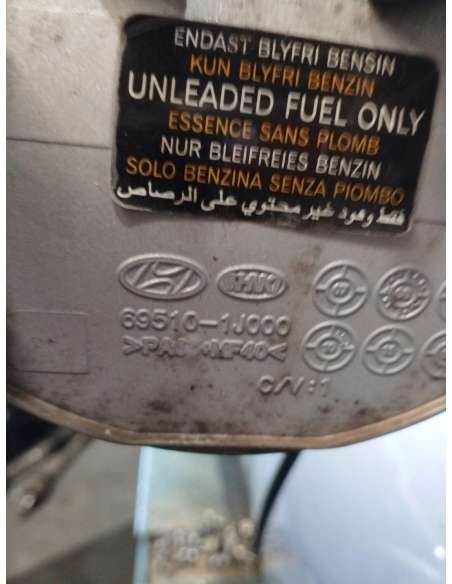 ENDAST BLYFRI BENSIN
KUN BLYFRI BENZIN
UNLEADED FUEL ONLY
ESSENCE SANS PLOMB
NUR BLEIFREIES BENZIN
SOLO BENZINA SENZA PIOMBO
فقط وقود غير محتوي على الرصاص
69510-1J000
C/V:1